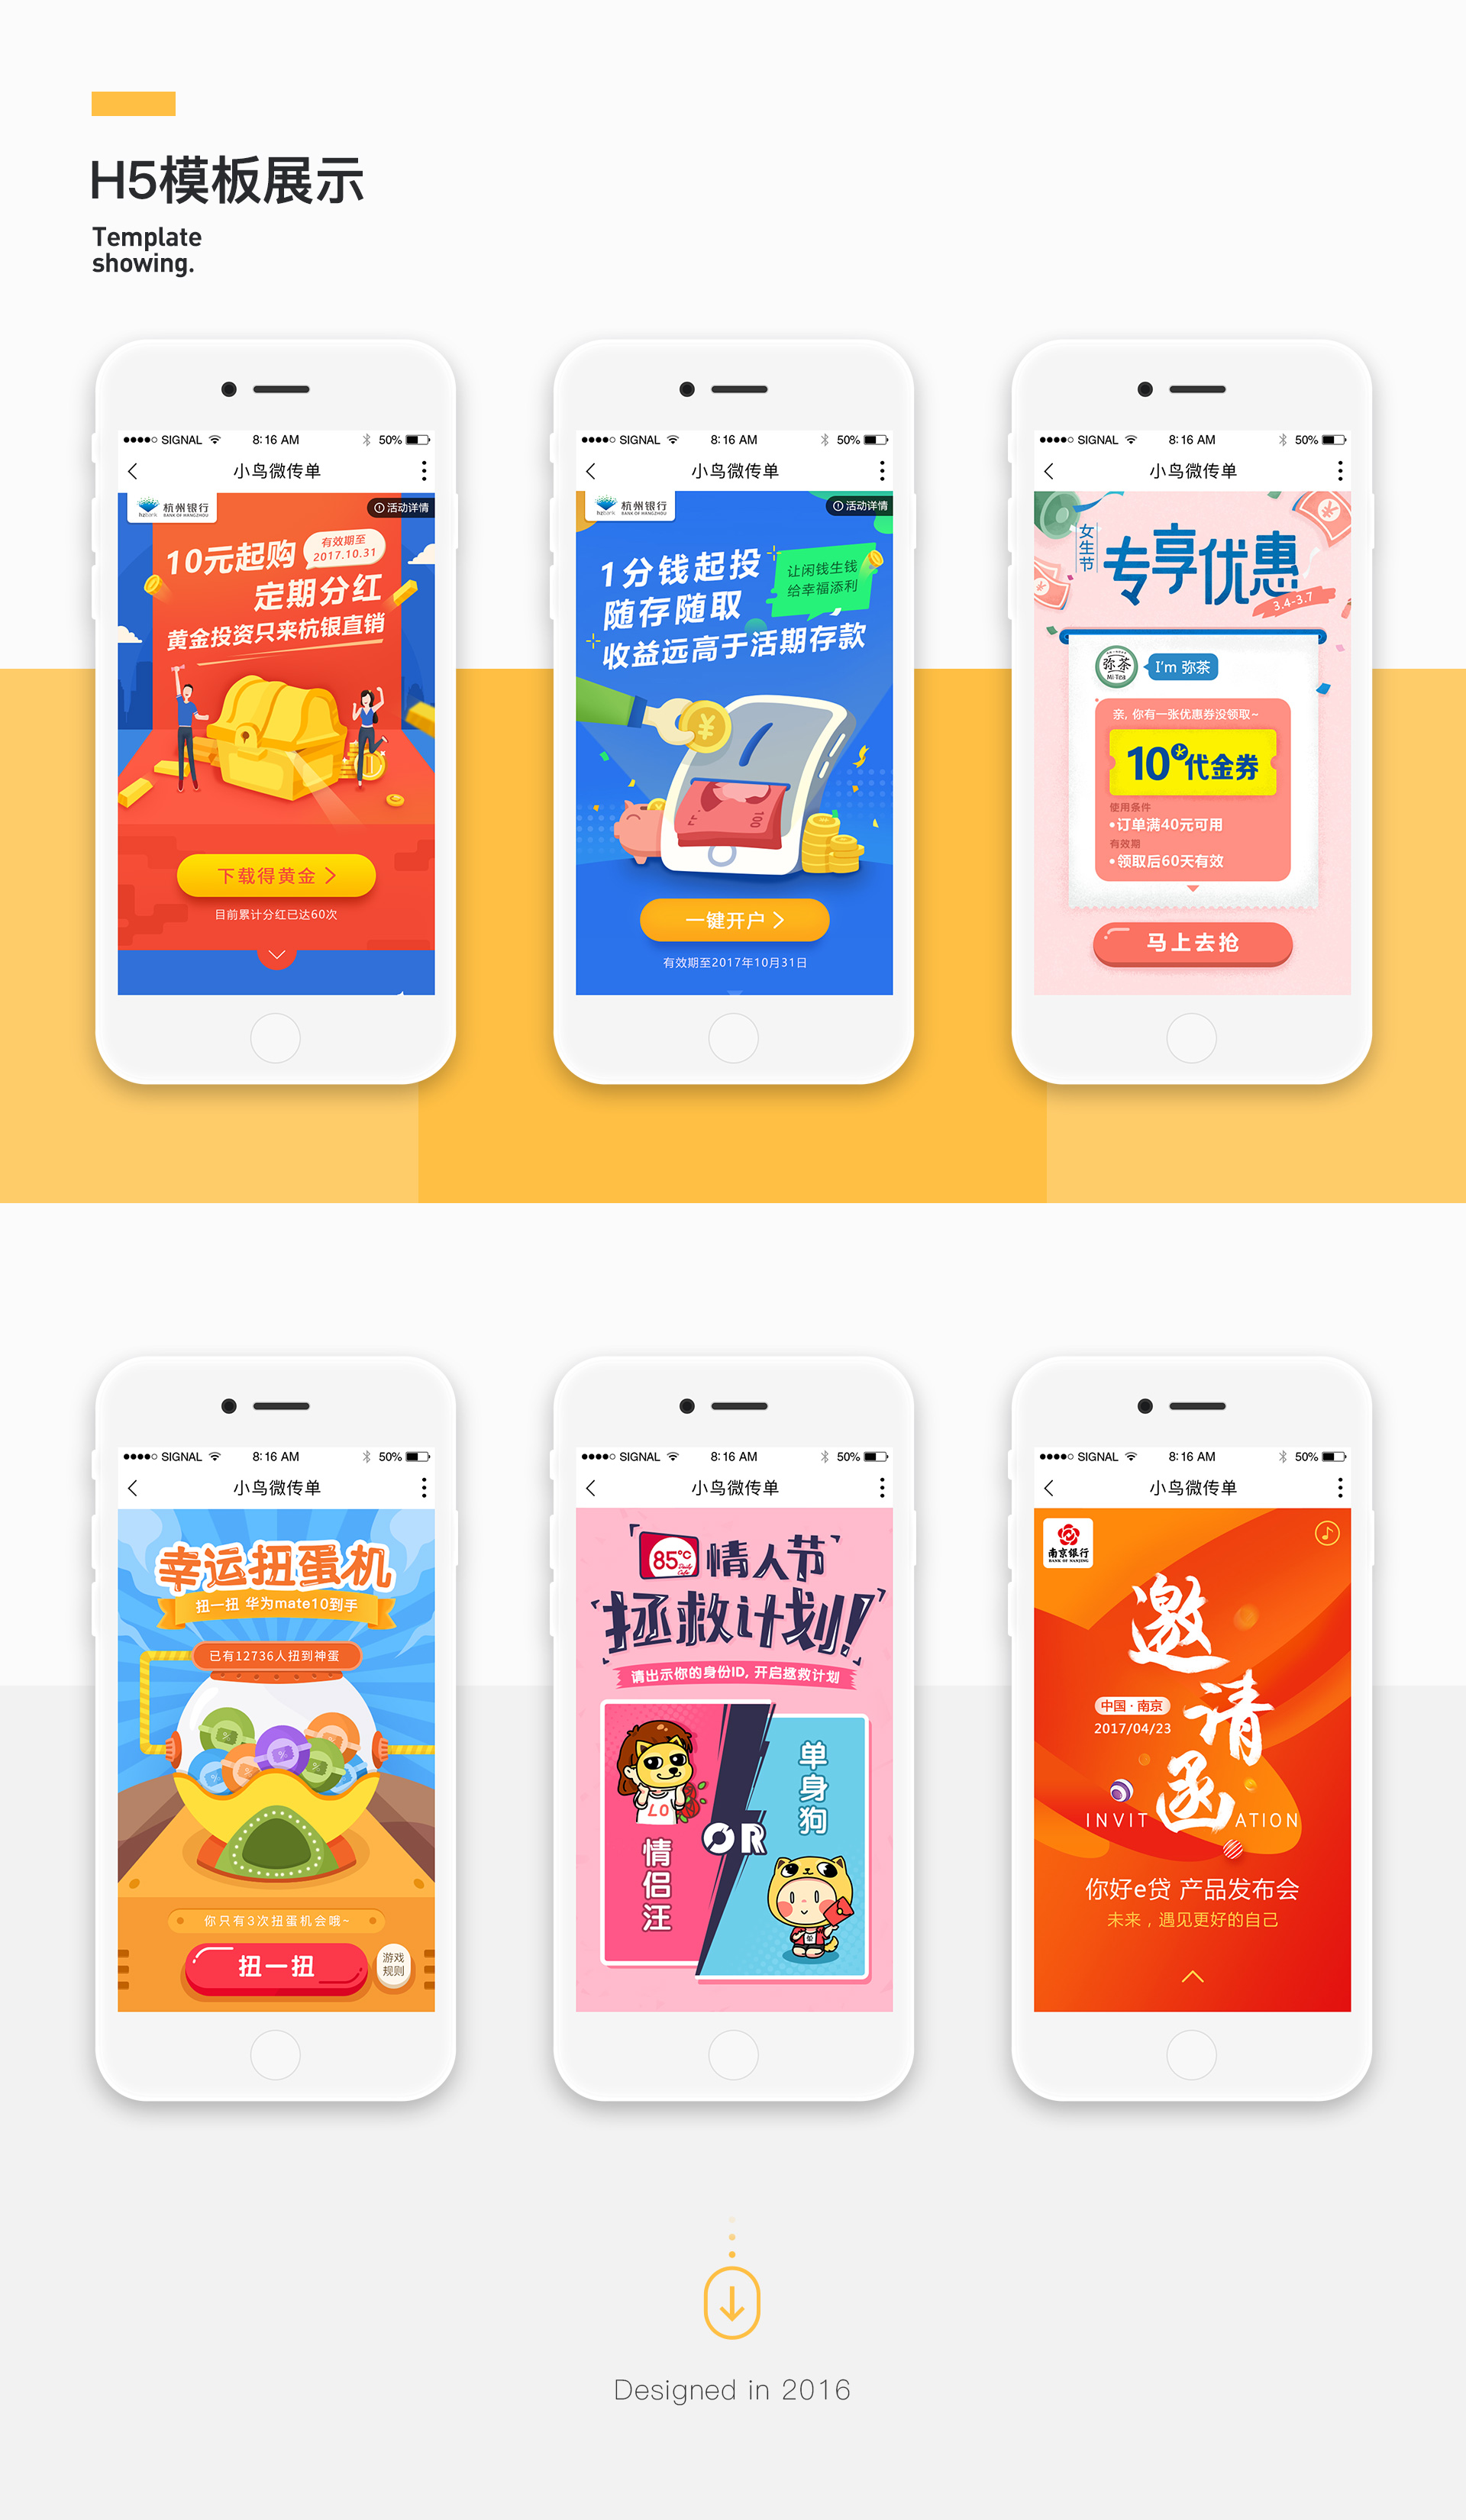 H5模板展示
Template
showing.
SIGNAL 8:16 AM 50%
小鸟微传单
杭州银行
BANK OF HANGZHOU
活动详情
10元起购
有效期至
2017.10.31
定期分红
黄金投资只来杭银直销
下载得黄金
目前累计分红已达60次
SIGNAL 8:16 AM 50%
小鸟微传单
杭州银行
BANK OF HANGZHOU
活动详情
1分钱起投
随存随取
让闲钱生钱
给幸福添利
收益远高于活期存款
¥
100
一键开户
有效期至2017年10月31日
SIGNAL 8:16 AM 50%
小鸟微传单
女生节
专享优惠
3.4-3.7
弥茶
Mi Tea
I'm 弥茶
亲, 你有一张优惠券没领取~
10¥代金券
使用条件
•订单满40元可用
有效期
•领取后60天有效
马上去抢
SIGNAL 8:16 AM 50%
小鸟微传单
幸运扭蛋机
扭一扭 华为mate10到手
已有12736人扭到神蛋
你只有3次扭蛋机会哦~
扭一扭
游戏
规则
SIGNAL 8:16 AM 50%
小鸟微传单
85°C
Daily
Cafe
情人节
拯救计划!
请出示你的身份ID, 开启拯救计划
LO
情侣汪
OR
单身狗
SIGNAL 8:16 AM 50%
小鸟微传单
南京银行
BANK OF NANJING
邀请函
中国·南京
2017/04/23
INVITATION
你好e贷 产品发布会
未来，遇见更好的自己
Designed in 2016